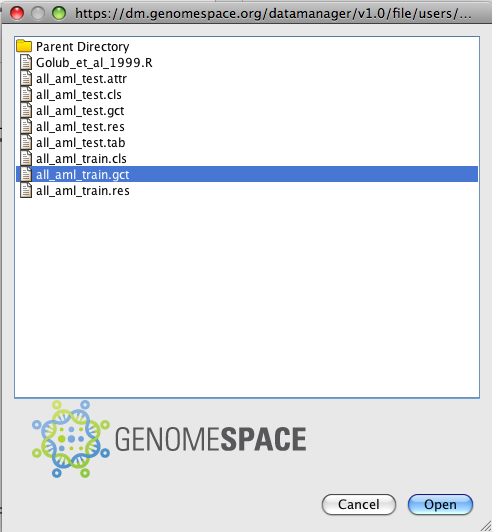 https://dm.genomespace.org/datamanager/v1.0/file/users/...
Parent Directory
Golub_et_al_1999.R
all_aml_test.attr
all_aml_test.cls
all_aml_test.gct
all_aml_test.res
all_aml_test.tab
all_aml_train.cls
all_aml_train.gct
all_aml_train.res
GENOMESPACE
Cancel
Open